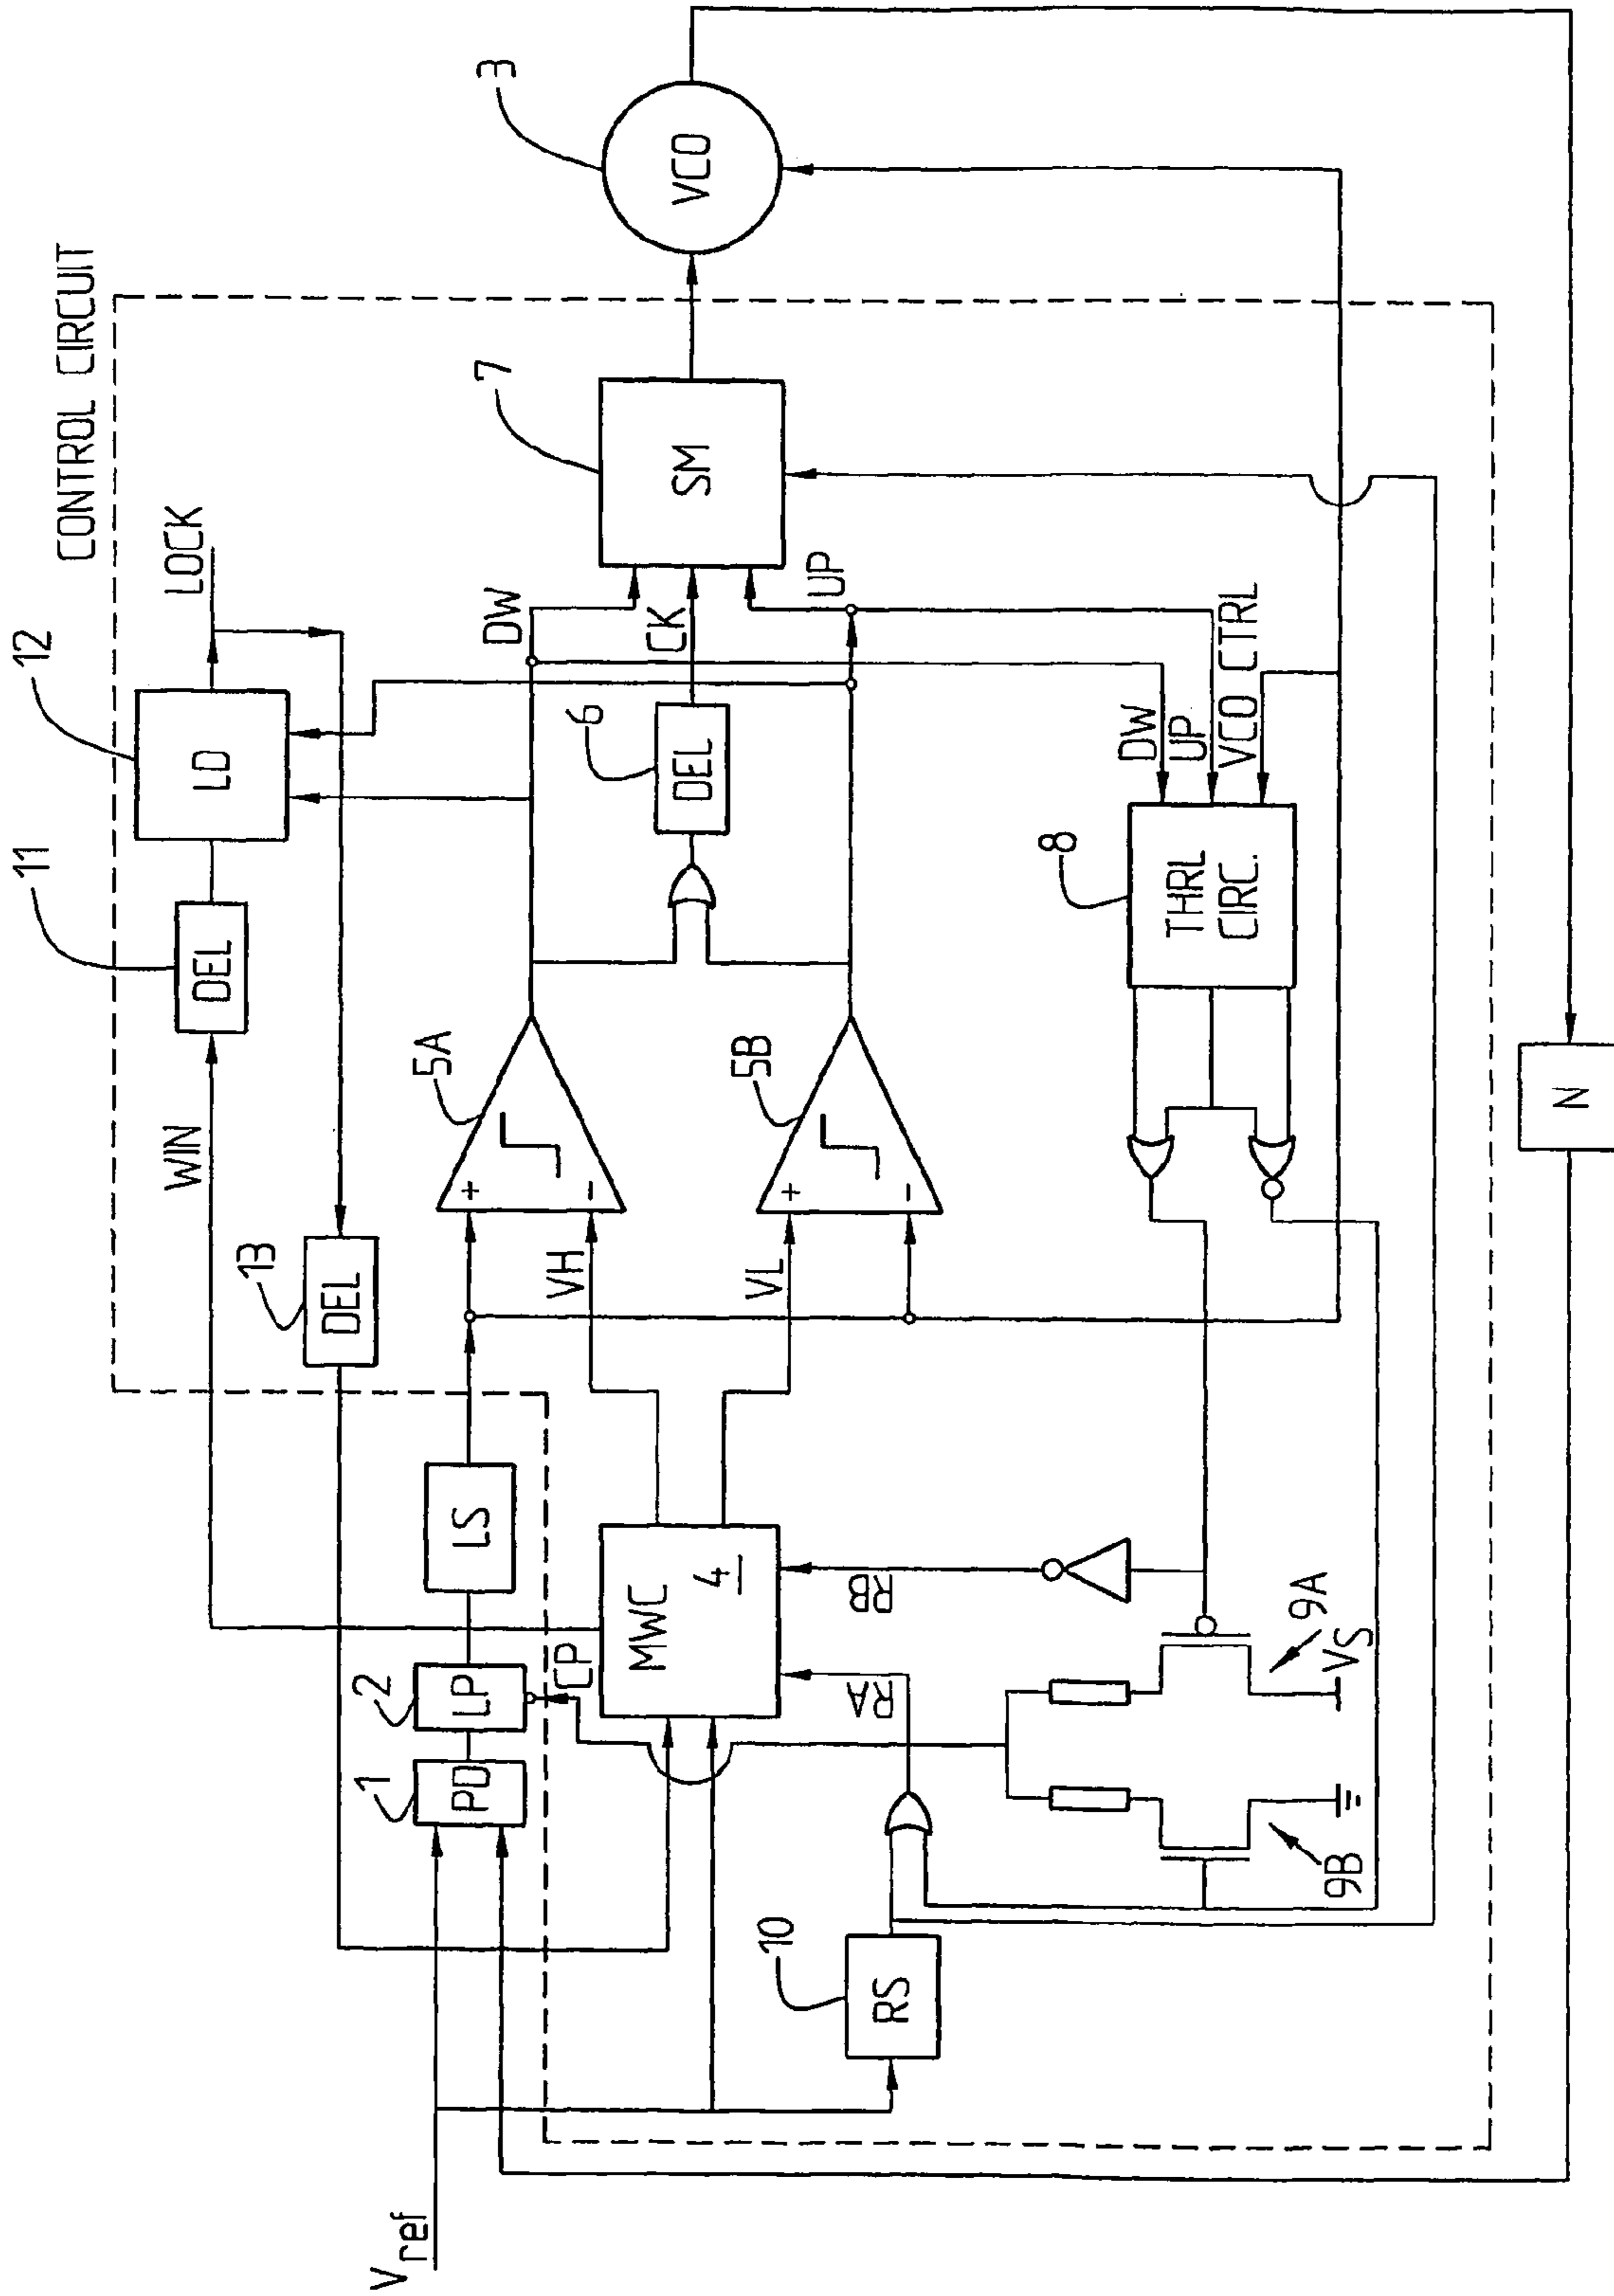 CONTROL CIRCUIT
12
LOCK
11
LD
DEL
WIN
13
DEL
3
VCO
7
SM
DW
CK
UP
6
DEL
5A
+
-
VH
5B
+
-
VL
DW
UP
VCO CTRL
8
THRL
CIRC.
LS
2
LP
1
PD
CP
MWC
4
RB
RA
9A
VS
9B
10
RS
N
Vref